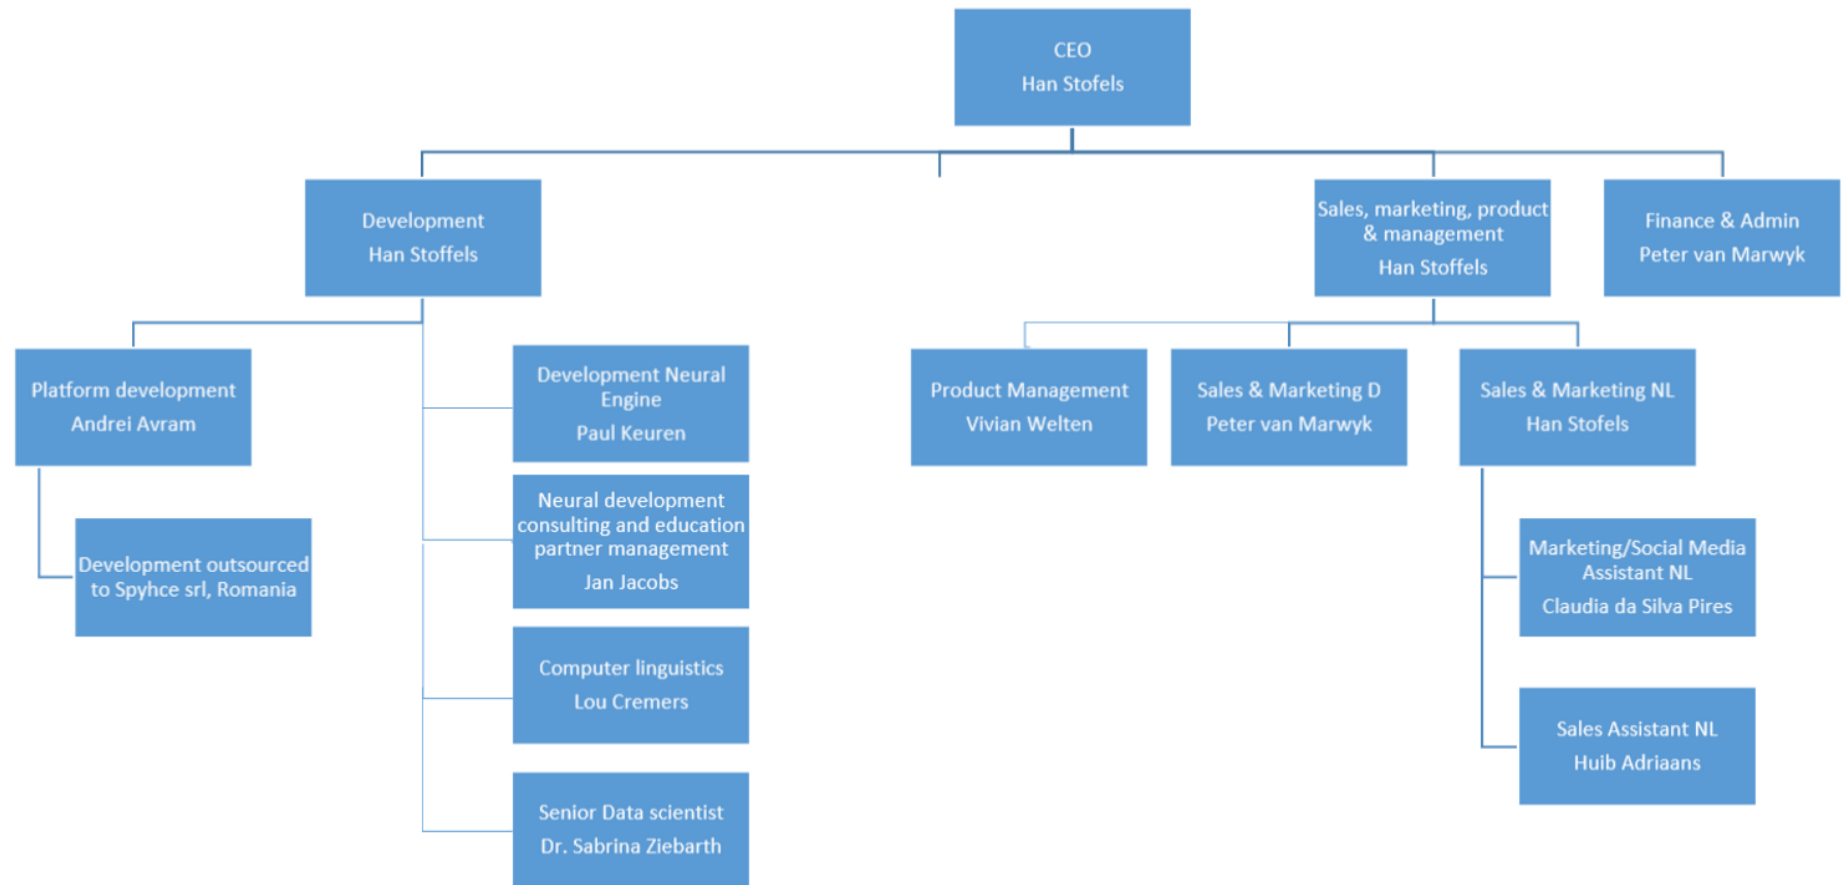 CEO
Han Stofels
Development
Han Stoffels
Sales, marketing, product
& management
Han Stoffels
Finance & Admin
Peter van Marwyk
Platform development
Andrei Avram
Development outsourced
to Spyhce srl, Romania
Development Neural
Engine
Paul Keuren
Neural development
consulting and education
partner management
Jan Jacobs
Computer linguistics
Lou Cremers
Senior Data scientist
Dr. Sabrina Ziebarth
Product Management
Vivian Welten
Sales & Marketing D
Peter van Marwyk
Sales & Marketing NL
Han Stofels
Marketing/Social Media
Assistant NL
Claudia da Silva Pires
Sales Assistant NL
Huib Adriaans